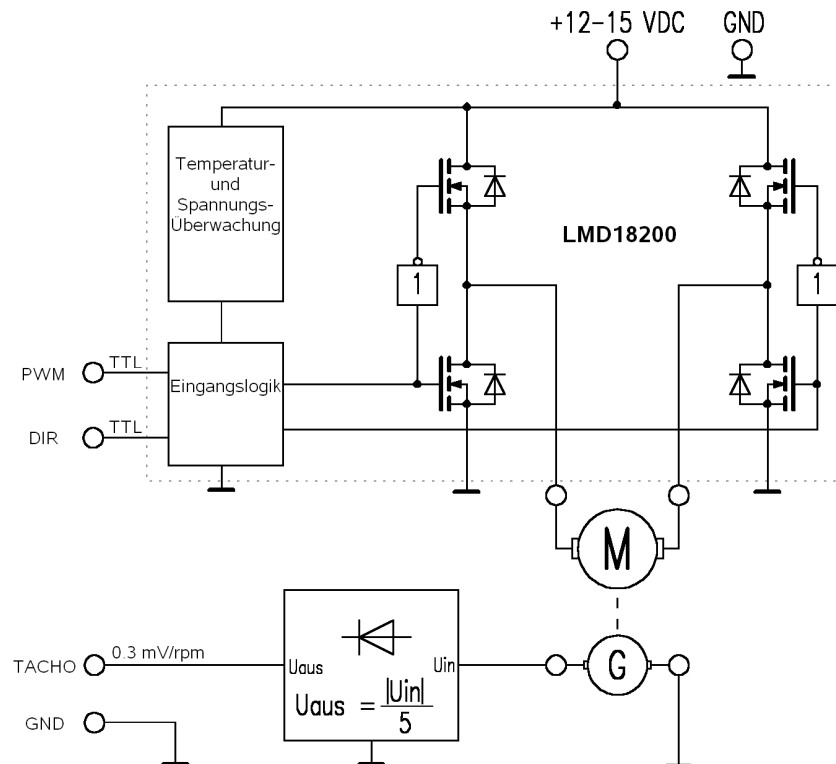 +12-15 VDC GND
Temperatur-
und
Spannungs-
Überwachung
LMD18200
1
1
PWM
TTL
Eingangslogik
DIR
TTL
M
TACHO
0.3 mV/rpm
Uaus
Uin
G
Uaus = |Uin|
5
GND